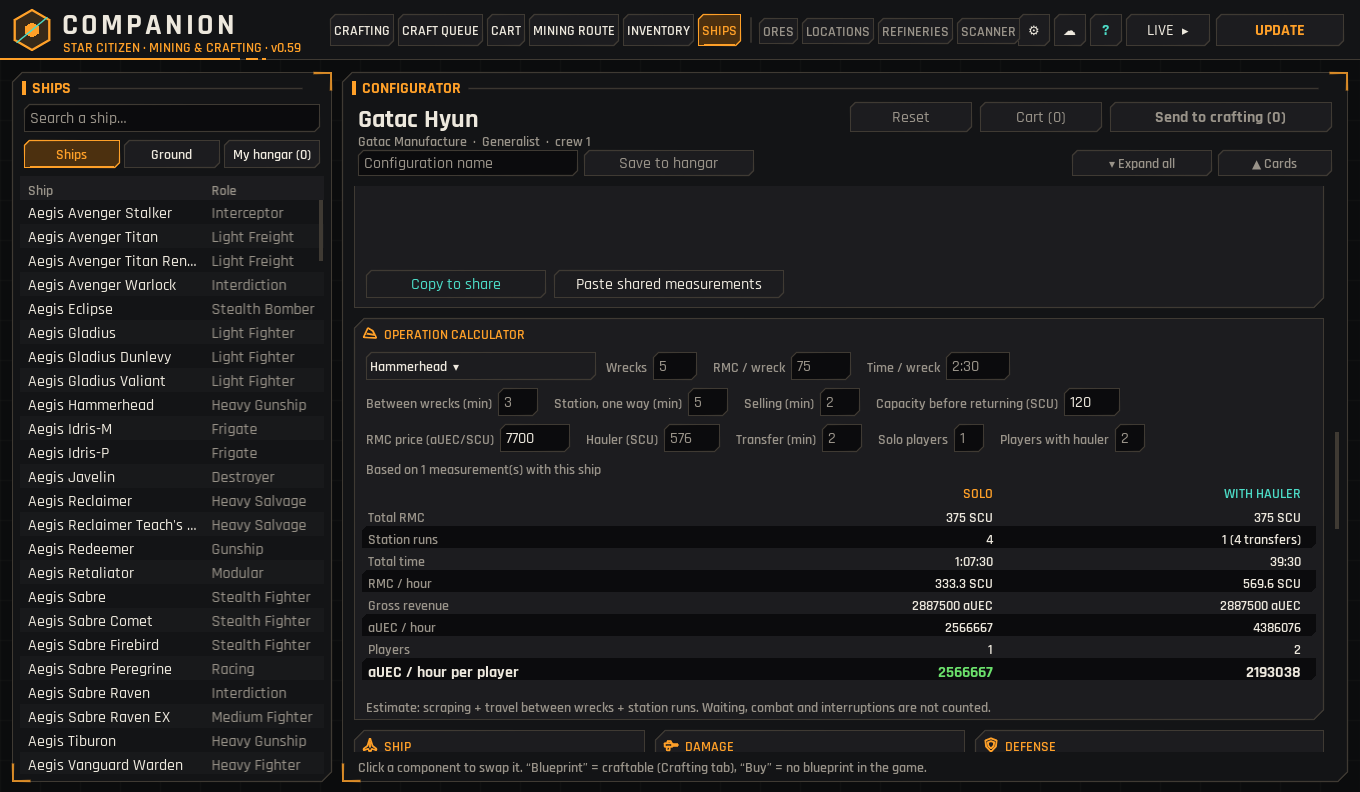 COMPANION
STAR CITIZEN · MINING & CRAFTING · v0.59
CRAFTING CRAFT QUEUE CART MINING ROUTE INVENTORY SHIPS ORES LOCATIONS REFINERIES SCANNER ⚙ ☁ ? LIVE ▸ UPDATE
SHIPS
Search a ship...
Ships Ground My hangar (0)
Ship Role
Aegis Avenger Stalker Interceptor
Aegis Avenger Titan Light Freight
Aegis Avenger Titan Ren... Light Freight
Aegis Avenger Warlock Interdiction
Aegis Eclipse Stealth Bomber
Aegis Gladius Light Fighter
Aegis Gladius Dunlevy Light Fighter
Aegis Gladius Valiant Light Fighter
Aegis Hammerhead Heavy Gunship
Aegis Idris-M Frigate
Aegis Idris-P Frigate
Aegis Javelin Destroyer
Aegis Reclaimer Heavy Salvage
Aegis Reclaimer Teach's ... Heavy Salvage
Aegis Redeemer Gunship
Aegis Retaliator Modular
Aegis Sabre Stealth Fighter
Aegis Sabre Comet Stealth Fighter
Aegis Sabre Firebird Stealth Fighter
Aegis Sabre Peregrine Racing
Aegis Sabre Raven Interdiction
Aegis Sabre Raven EX Medium Fighter
Aegis Tiburon Heavy Gunship
Aegis Vanguard Warden Heavy Fighter
CONFIGURATOR
Gatac Hyun
Gatac Manufacture · Generalist · crew 1
Reset Cart (0) Send to crafting (0)
Configuration name Save to hangar ▾ Expand all ▲ Cards
Copy to share Paste shared measurements
OPERATION CALCULATOR
Hammerhead ▾ Wrecks 5 RMC / wreck 75 Time / wreck 2:30
Between wrecks (min) 3 Station, one way (min) 5 Selling (min) 2 Capacity before returning (SCU) 120
RMC price (aUEC/SCU) 7700 Hauler (SCU) 576 Transfer (min) 2 Solo players 1 Players with hauler 2
Based on 1 measurement(s) with this ship
SOLO WITH HAULER
Total RMC 375 SCU 375 SCU
Station runs 4 1 (4 transfers)
Total time 1:07:30 39:30
RMC / hour 333.3 SCU 569.6 SCU
Gross revenue 2887500 aUEC 2887500 aUEC
aUEC / hour 2566667 4386076
Players 1 2
aUEC / hour per player 2566667 2193038
Estimate: scraping + travel between wrecks + station runs. Waiting, combat and interruptions are not counted.
SHIP DAMAGE DEFENSE
Click a component to swap it. "Blueprint" = craftable (Crafting tab), "Buy" = no blueprint in the game.